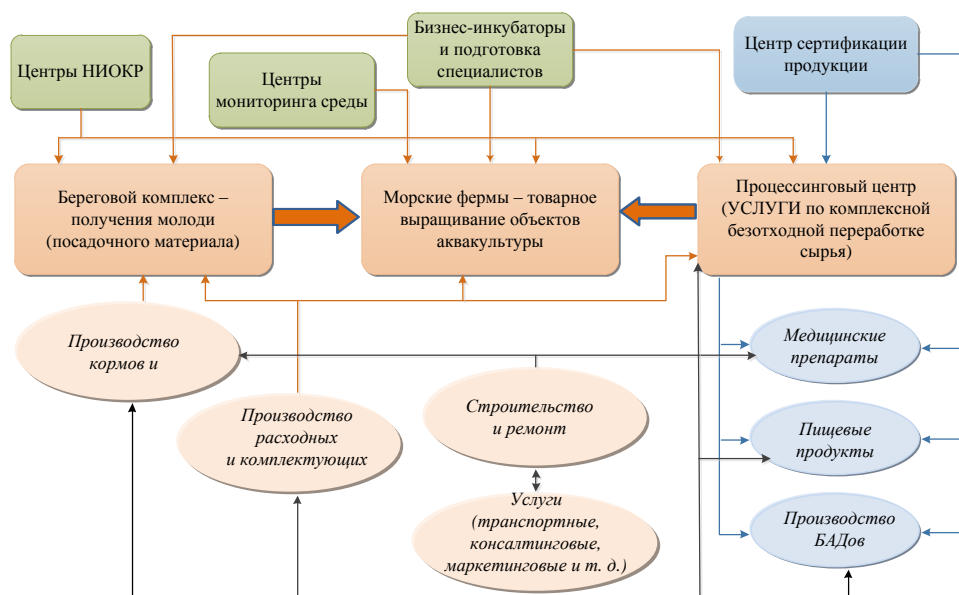 Центры НИОКР
Центры
мониторинга среды
Бизнес-инкубаторы
и подготовка
специалистов
Центр сертификации
продукции
Береговой комплекс –
получения молоди
(посадочного материала)
Морские фермы – товарное
выращивание объектов
аквакультуры
Процессинговый центр
(УСЛУГИ по комплексной
безотходной переработке
сырья)
Производство
кормов и
Производство
расходных
и комплектующих
Строительство
и ремонт
Услуги
(транспортные,
консалтинговые,
маркетинговые и т. д.)
Медицинские
препараты
Пищевые
продукты
Производство
БАДов